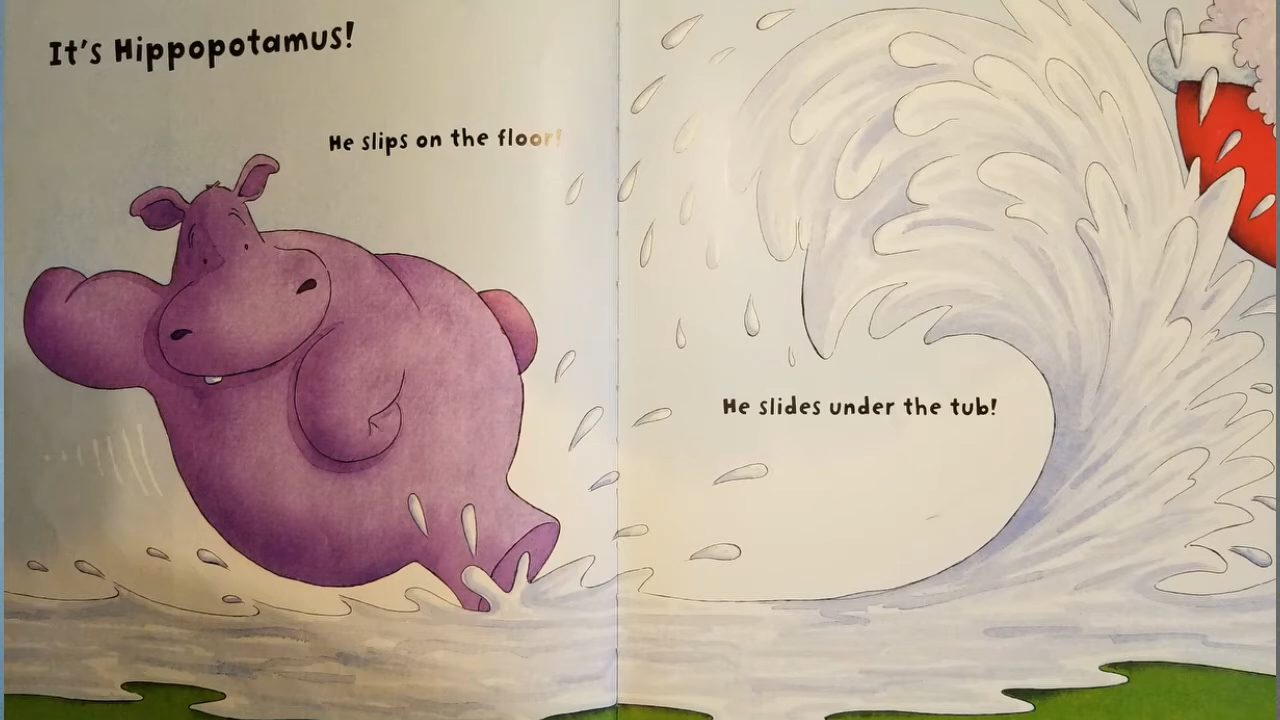 It's Hippopotamus!
He slips on the floor!
He slides under the tub!